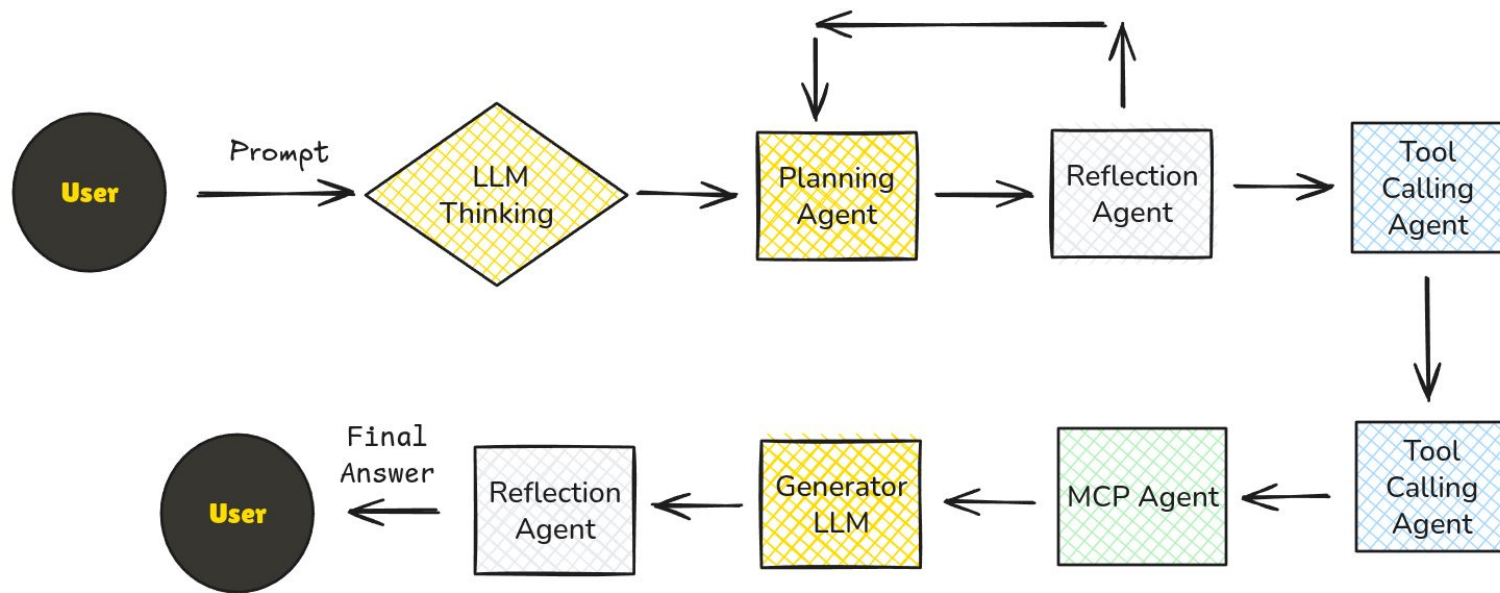 User
Prompt
LLM
Thinking
Planning
Agent
Reflection
Agent
Tool
Calling
Agent
Tool
Calling
Agent
MCP Agent
Generator
LLM
Reflection
Agent
Final
Answer
User